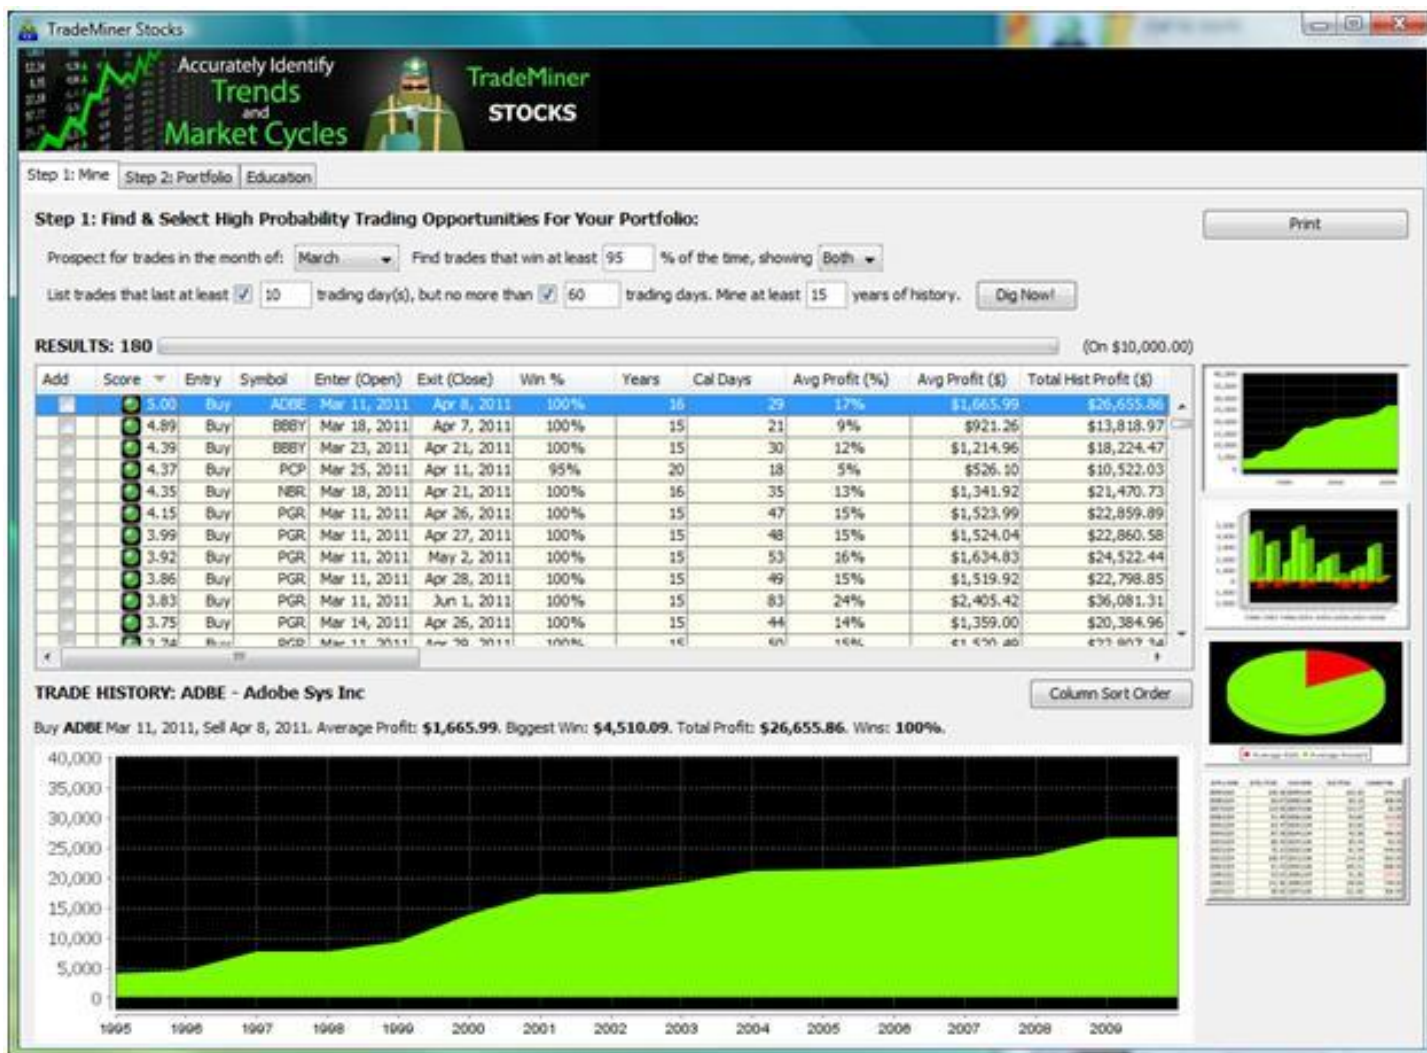 TradeMiner Stocks
Accurately Identify
Trends
and
Market Cycles
TradeMiner
STOCKS
Step 1: Mine Step 2: Portfolio Education
Step 1: Find & Select High Probability Trading Opportunities For Your Portfolio:
Print
Prospect for trades in the month of: March Find trades that win at least 95 % of the time, showing Both
List trades that last at least 10 trading day(s), but no more than 60 trading days. Mine at least 15 years of history. Dig Now!
RESULTS: 180 (On $10,000.00)
Add Score Entry Symbol Enter (Open) Exit (Close) Win % Years Cal Days Avg Profit (%) Avg Profit ($) Total Hist Profit ($)
5.00 Buy ADBE Mar 11, 2011 Apr 8, 2011 100% 16 29 17% $1,665.99 $26,655.86
4.89 Buy BBBY Mar 18, 2011 Apr 7, 2011 100% 15 21 9% $921.26 $13,818.97
4.39 Buy BBBY Mar 23, 2011 Apr 21, 2011 100% 15 30 12% $1,214.96 $18,224.47
4.37 Buy PCP Mar 25, 2011 Apr 11, 2011 95% 20 18 5% $526.10 $10,522.03
4.35 Buy NBR Mar 18, 2011 Apr 21, 2011 100% 16 35 13% $1,341.92 $21,470.73
4.15 Buy PGR Mar 11, 2011 Apr 26, 2011 100% 15 47 15% $1,523.99 $22,859.89
3.99 Buy PGR Mar 11, 2011 Apr 27, 2011 100% 15 48 15% $1,524.04 $22,860.58
3.92 Buy PGR Mar 11, 2011 May 2, 2011 100% 15 53 16% $1,634.83 $24,522.44
3.86 Buy PGR Mar 11, 2011 Apr 28, 2011 100% 15 49 15% $1,519.92 $22,798.85
3.83 Buy PGR Mar 11, 2011 Jun 1, 2011 100% 15 83 24% $2,405.42 $36,081.31
3.75 Buy PGR Mar 14, 2011 Apr 26, 2011 100% 15 44 14% $1,359.00 $20,384.96
3.74 Buy PGR Mar 11, 2011 Apr 29, 2011 100% 15 50 15% $1,520.49 $22,807.34
TRADE HISTORY: ADBE - Adobe Sys Inc
Column Sort Order
Buy ADBE Mar 11, 2011, Sell Apr 8, 2011. Average Profit: $1,665.99. Biggest Win: $4,510.09. Total Profit: $26,655.86. Wins: 100%.
40,000
35,000
30,000
25,000
20,000
15,000
10,000
5,000
0
1995 1996 1997 1998 1999 2000 2001 2002 2003 2004 2005 2006 2007 2008 2009